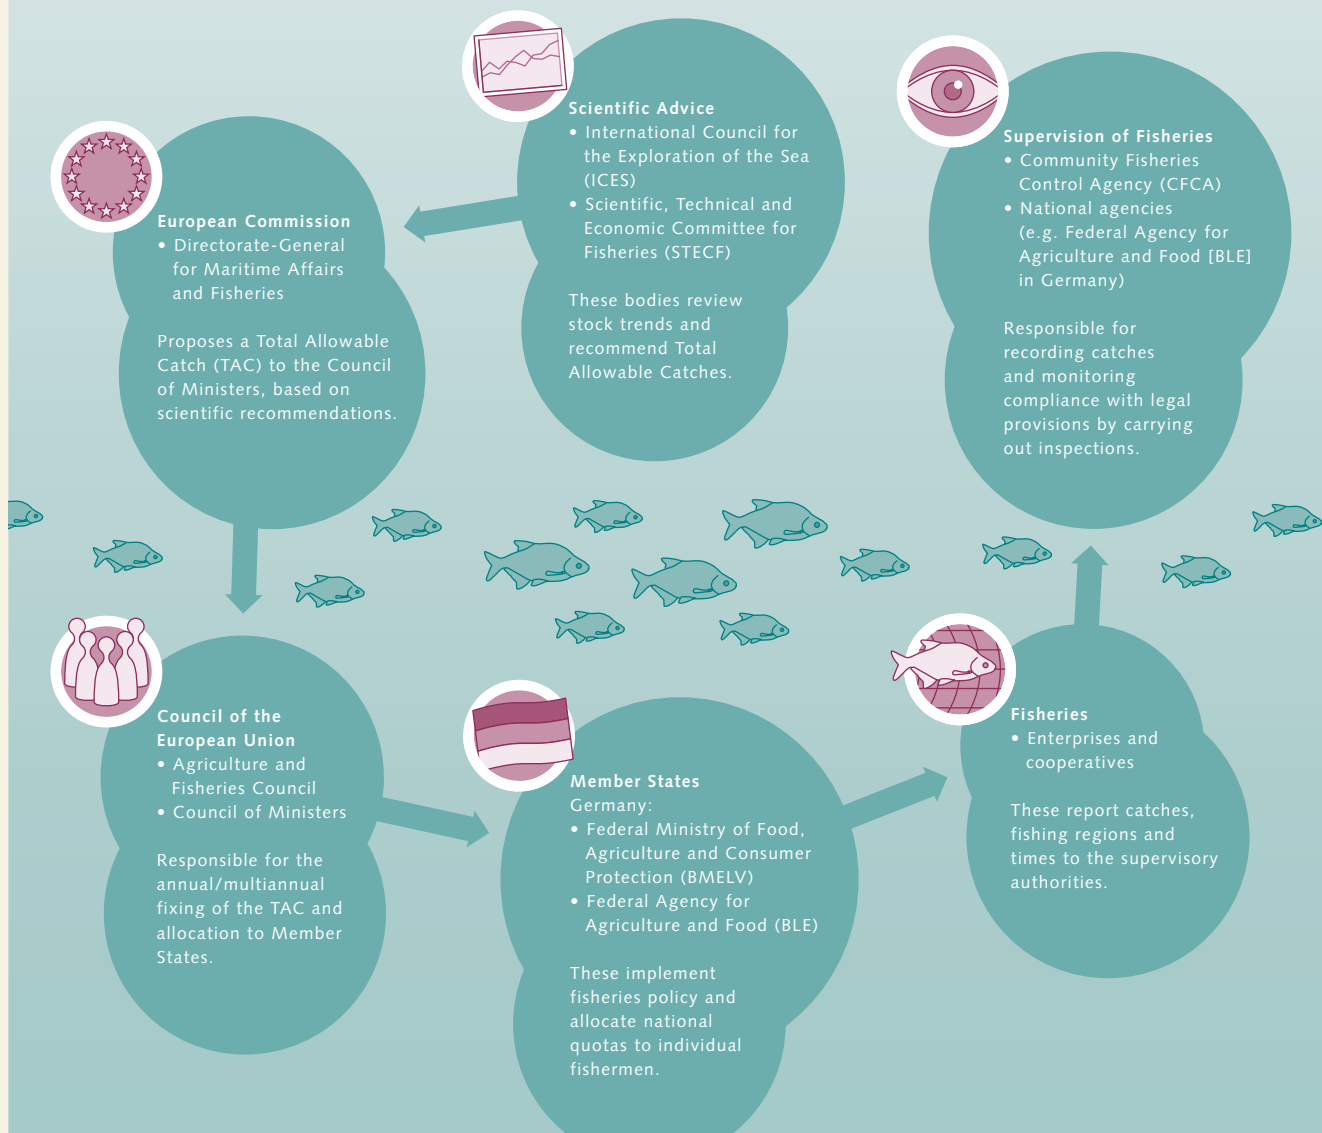 Scientific Advice
• International Council for
the Exploration of the Sea
(ICES)
• Scientific, Technical and
Economic Committee for
Fisheries (STECF)
These bodies review
stock trends and
recommend Total
Allowable Catches.
Supervision of Fisheries
• Community Fisheries
Control Agency (CFCA)
• National agencies
(e.g. Federal Agency for
Agriculture and Food [BLE]
in Germany)
Responsible for
recording catches
and monitoring
compliance with legal
provisions by carrying
out inspections.
European Commission
• Directorate-General
for Maritime Affairs
and Fisheries
Proposes a Total Allowable
Catch (TAC) to the Council
of Ministers, based on
scientific recommendations.
Council of the
European Union
• Agriculture and
Fisheries Council
• Council of Ministers
Responsible for the
annual/multiannual
fixing of the TAC and
allocation to Member
States.
Member States
Germany:
• Federal Ministry of Food,
Agriculture and Consumer
Protection (BMELV)
• Federal Agency for
Agriculture and Food (BLE)
These implement
fisheries policy and
allocate national
quotas to individual
fishermen.
Fisheries
• Enterprises and
cooperatives
These report catches,
fishing regions and
times to the supervisory
authorities.